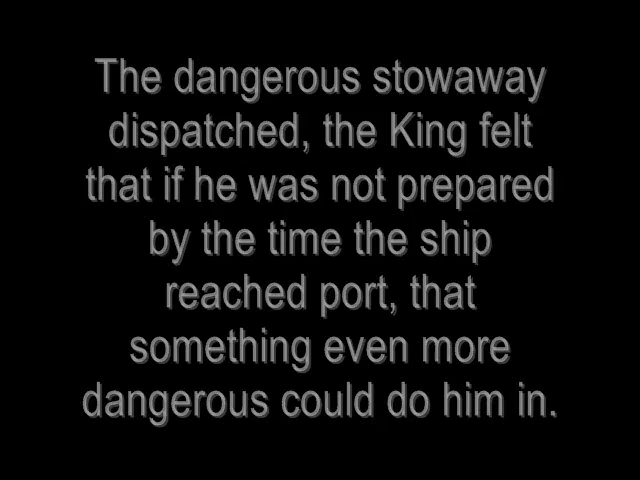 The dangerous stowaway
dispatched, the King felt
that if he was not prepared
by the time the ship
reached port, that
something even more
dangerous could do him in.